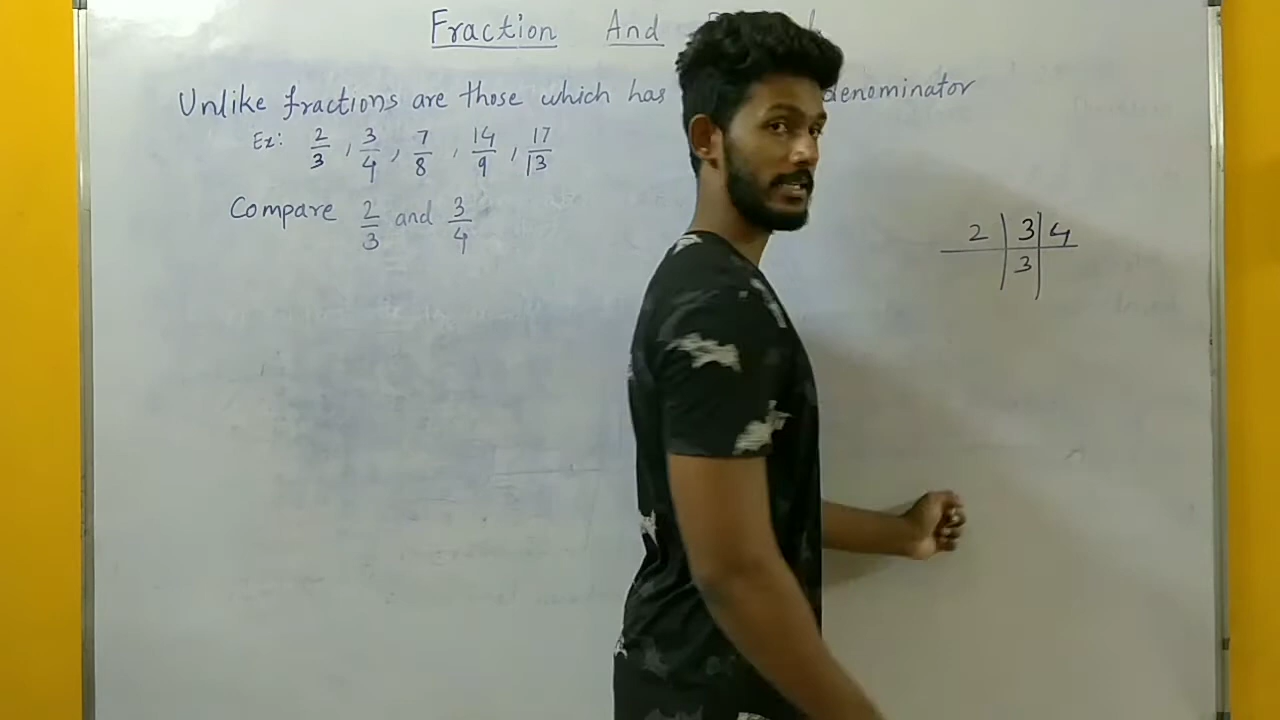 Fraction And
Unlike fractions are those which has denominator
Ex: 2/3, 3/4, 7/8, 14/9, 17/13
Compare 2/3 and 3/4
2 | 3 | 4
3